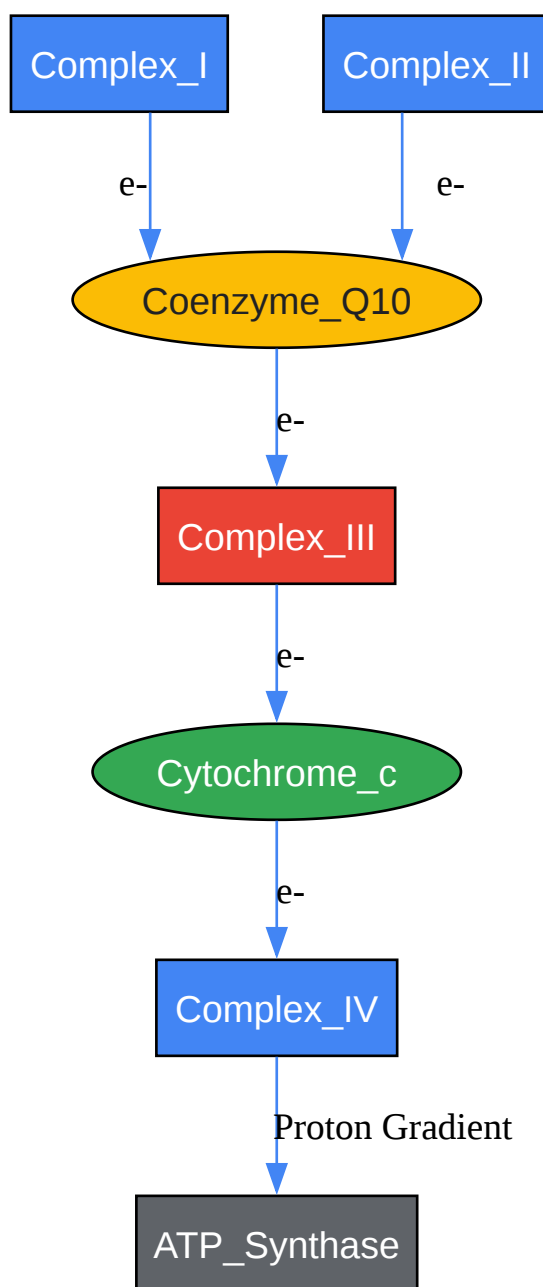 Complex_I
Complex_II
e-
e-
Coenzyme_Q10
e-
Complex_III
e-
Cytochrome_c
e-
Complex_IV
Proton Gradient
ATP_Synthase